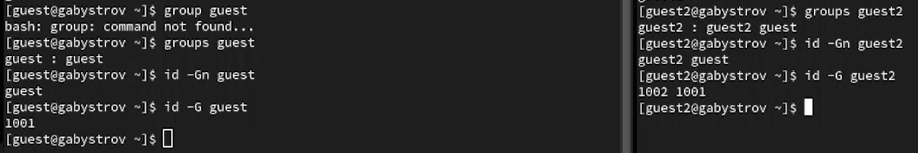 [guest@gabystrov ~]$ group guest
bash: group: command not found...
[guest@gabystrov ~]$ groups guest
guest : guest
[guest@gabystrov ~]$ id -Gn guest
guest
[guest@gabystrov ~]$ id -G guest
1001
[guest@gabystrov ~]$
[guest2@gabystrov ~]$ groups guest2
guest2 : guest2 guest
[guest2@gabystrov ~]$ id -Gn guest2
guest2 guest
[guest2@gabystrov ~]$ id -G guest2
1002 1001
[guest2@gabystrov ~]$